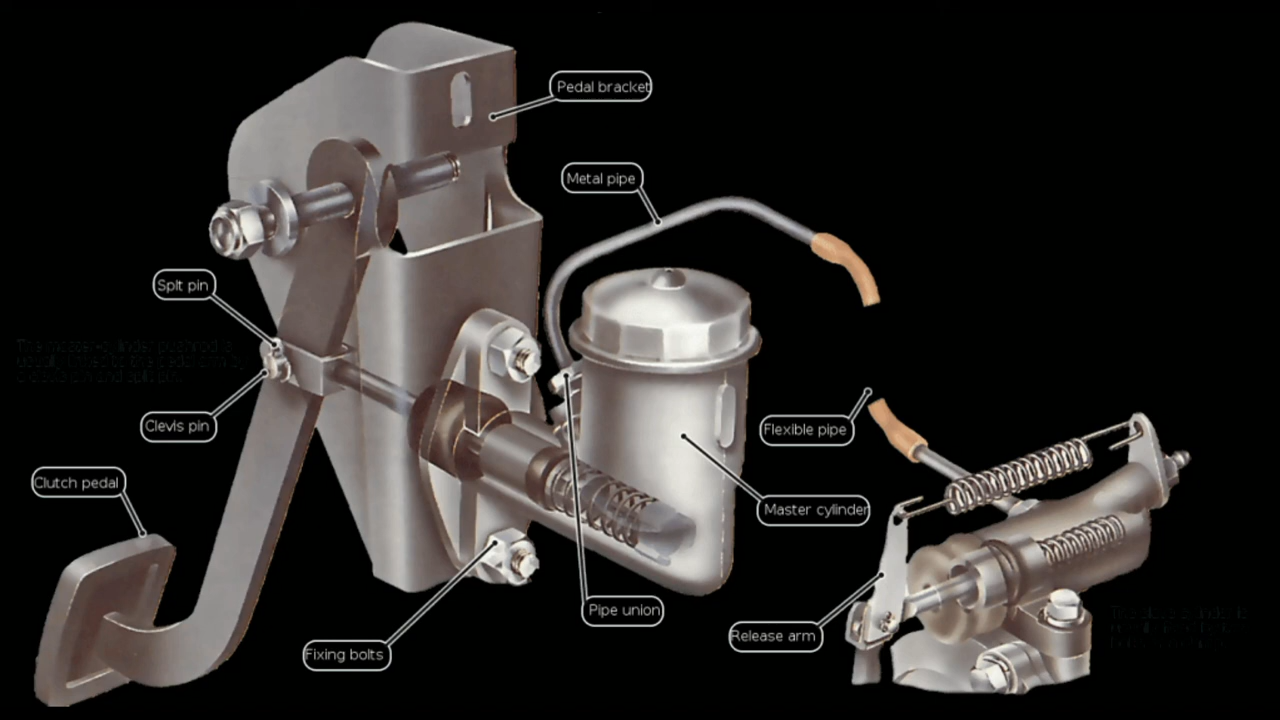 Pedal bracket
Metal pipe
Splt pin
Clevis pin
Flexible pipe
Clutch pedal
Master cylinder
Pipe union
Release arm
Fixing bolts